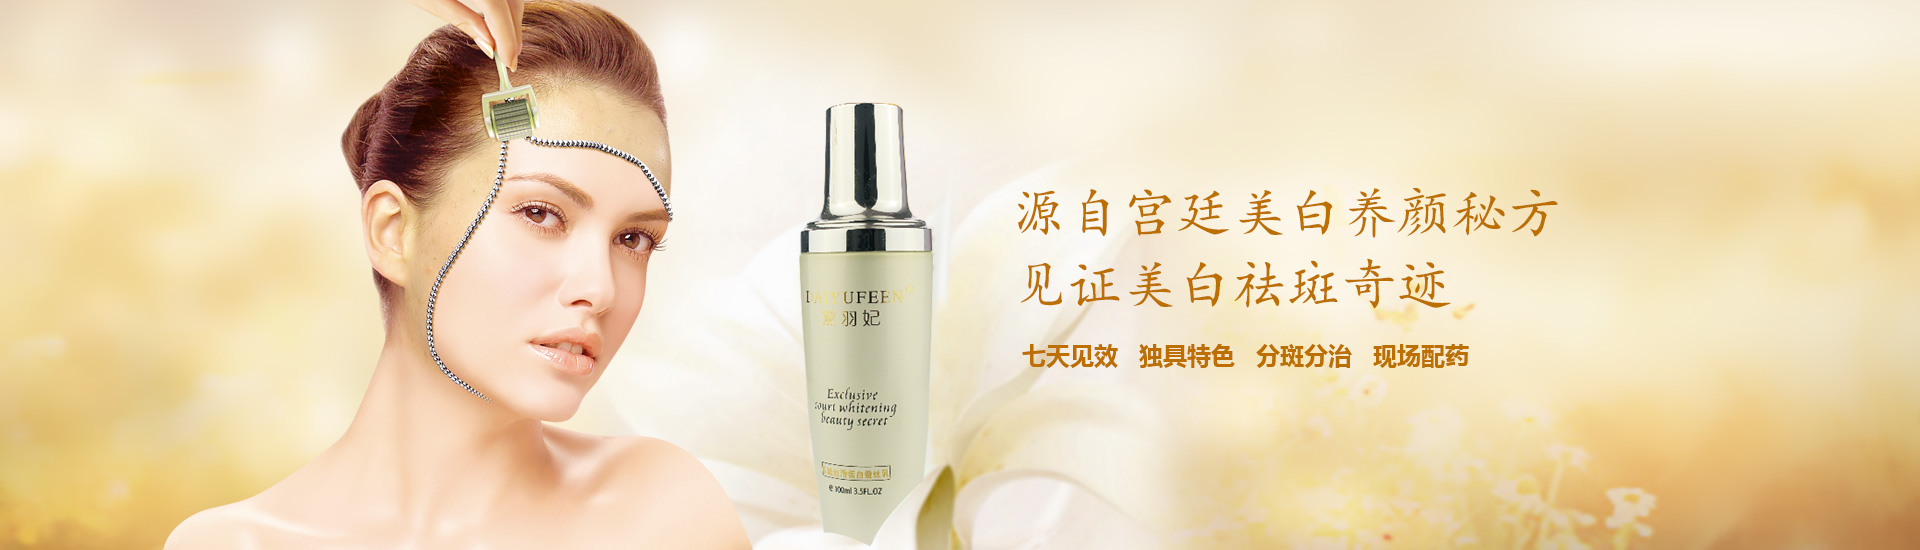 源自宫廷美白养颜秘方
见证美白祛斑奇迹
七天见效 独具特色 分斑分治 现场配药
羽妃
Exclusive
court whitening
beauty secret
100ml 3.5FL.OZ